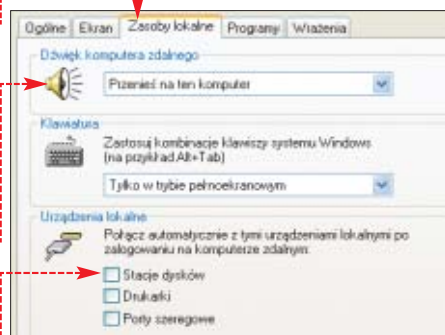 Ogólne Ekran Zasoby lokalne Programy Wrażenia
Dźwięk komputera zdalnego
Przenieś na ten komputer
Klawiatura
Zastosuj kombinacje klawiszy systemu Windows
(na przykład Alt+Tab)
Tylko w trybie pełnoekranowym
Urządzenia lokalne
Połącz automatycznie z tymi urządzeniami lokalnymi po
zalogowaniu na komputerze zdalnym:
Stacje dysków
Drukarki
Porty szeregowe